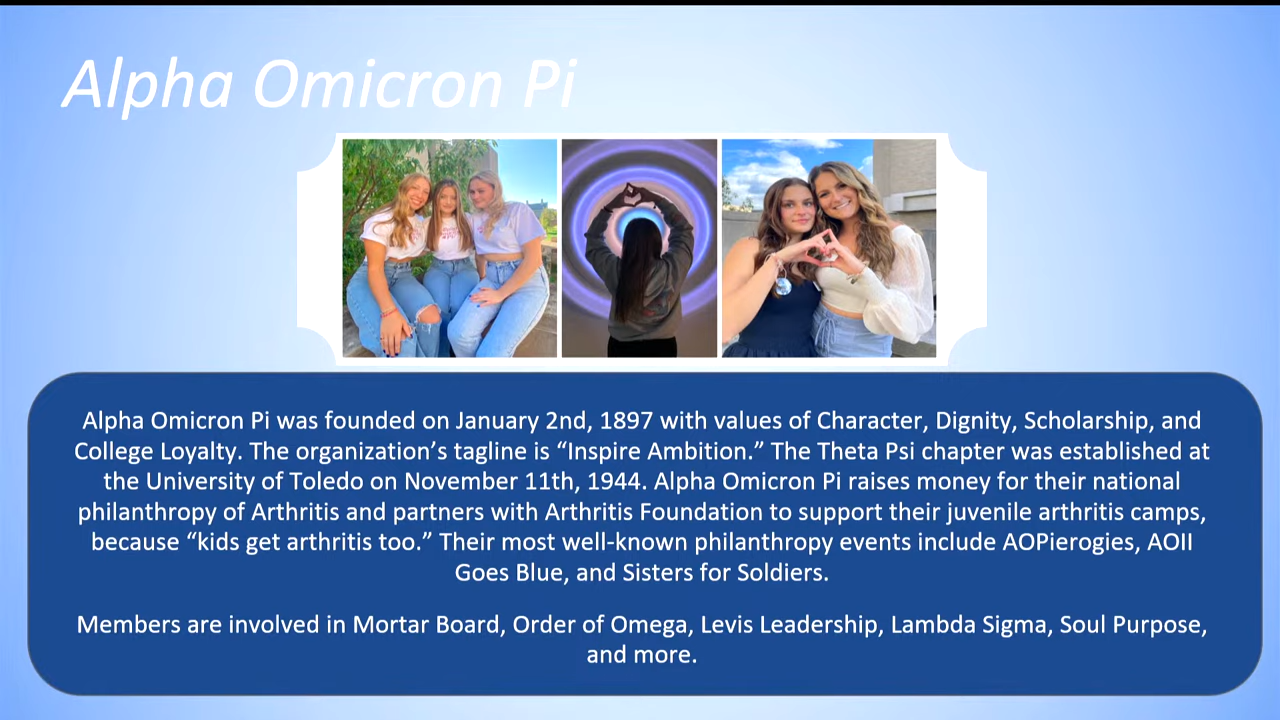 Alpha Omicron Pi
Alpha Omicron Pi was founded on January 2nd, 1897 with values of Character, Dignity, Scholarship, and
College Loyalty. The organization’s tagline is “Inspire Ambition.” The Theta Psi chapter was established at
the University of Toledo on November 11th, 1944. Alpha Omicron Pi raises money for their national
philanthropy of Arthritis and partners with Arthritis Foundation to support their juvenile arthritis camps,
because “kids get arthritis too.” Their most well-known philanthropy events include AOPierogies, AOII
Goes Blue, and Sisters for Soldiers.
Members are involved in Mortar Board, Order of Omega, Levis Leadership, Lambda Sigma, Soul Purpose,
and more.